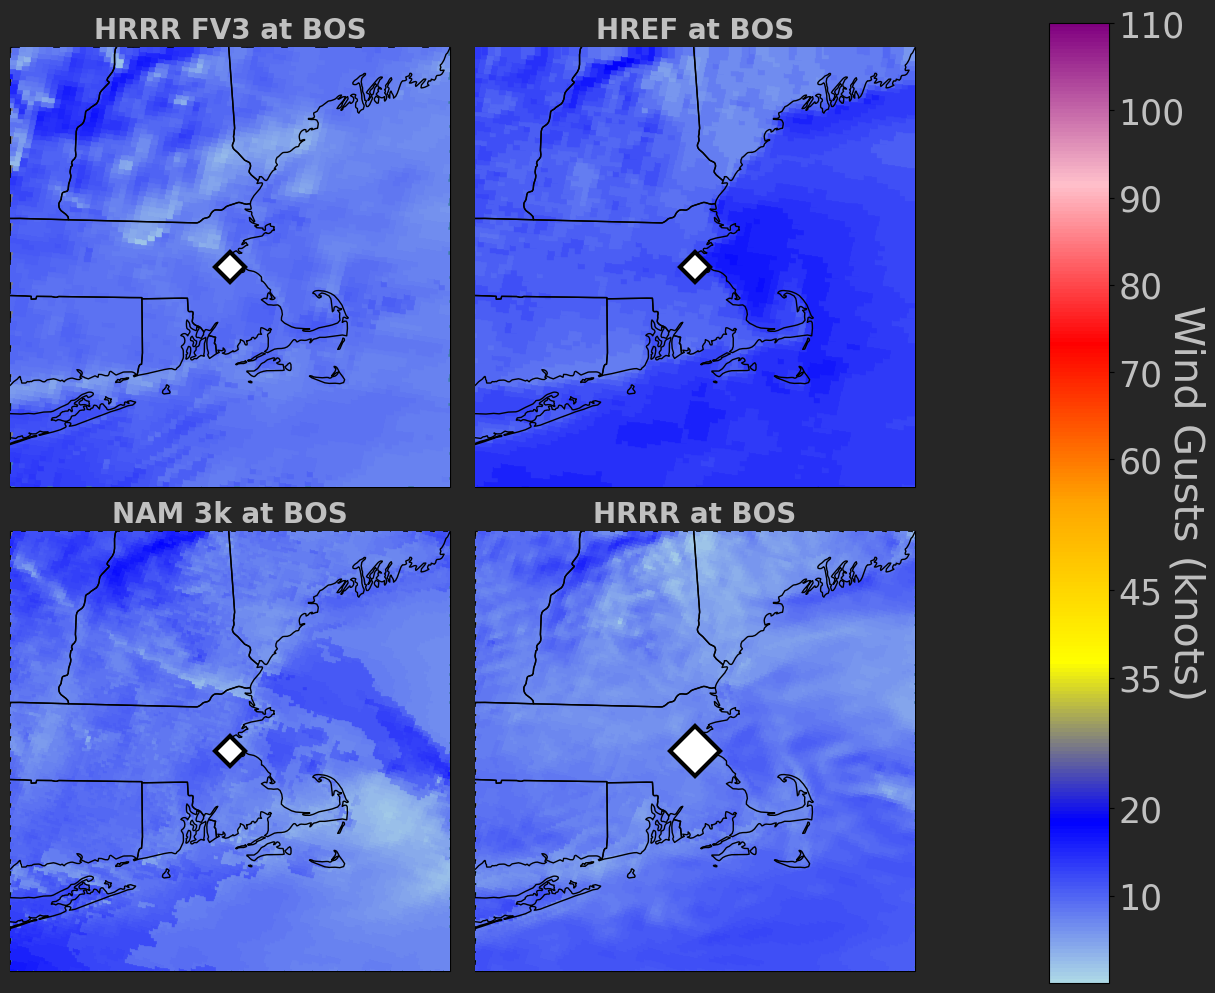 HRRR FV3 at BOS
HREF at BOS
NAM 3k at BOS
HRRR at BOS
110
100
90
80
70
60
45
35
20
10
Wind Gusts (knots)